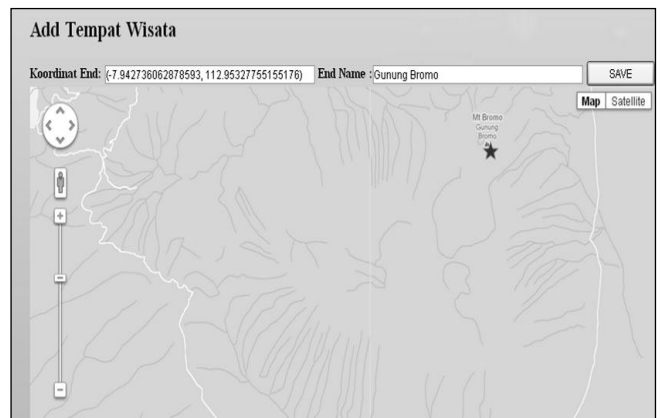 Add Tempat Wisata
Koordinat End: (-7.942736062878593, 112.95327755155176) End Name : Gunung Bromo SAVE
Map Satellite
Mt Bromo
Gunung
Bromo